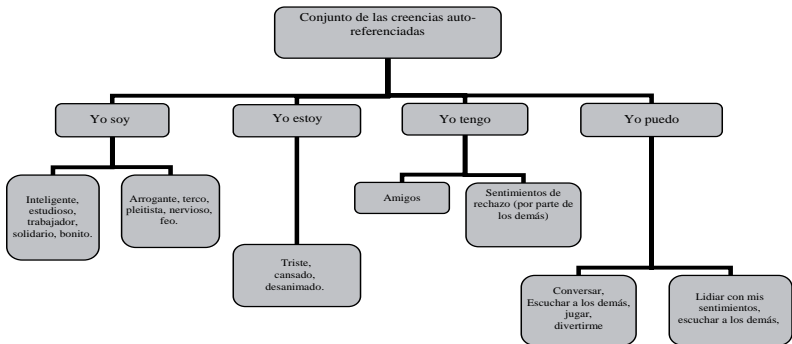 Conjunto de las creencias auto-
referenciadas
Yo soy
Yo estoy
Yo tengo
Yo puedo
Inteligente,
estudioso,
trabajador,
solidario, bonito.
Arrogante, terco,
pleitista, nervioso,
feo.
Triste,
cansado,
desanimado.
Amigos
Sentimientos de
rechazo (por parte de
los demás)
Conversar,
Escuchar a los demás,
jugar,
divertirme
Lidiar con mis
sentimientos,
escuchar a los demás,